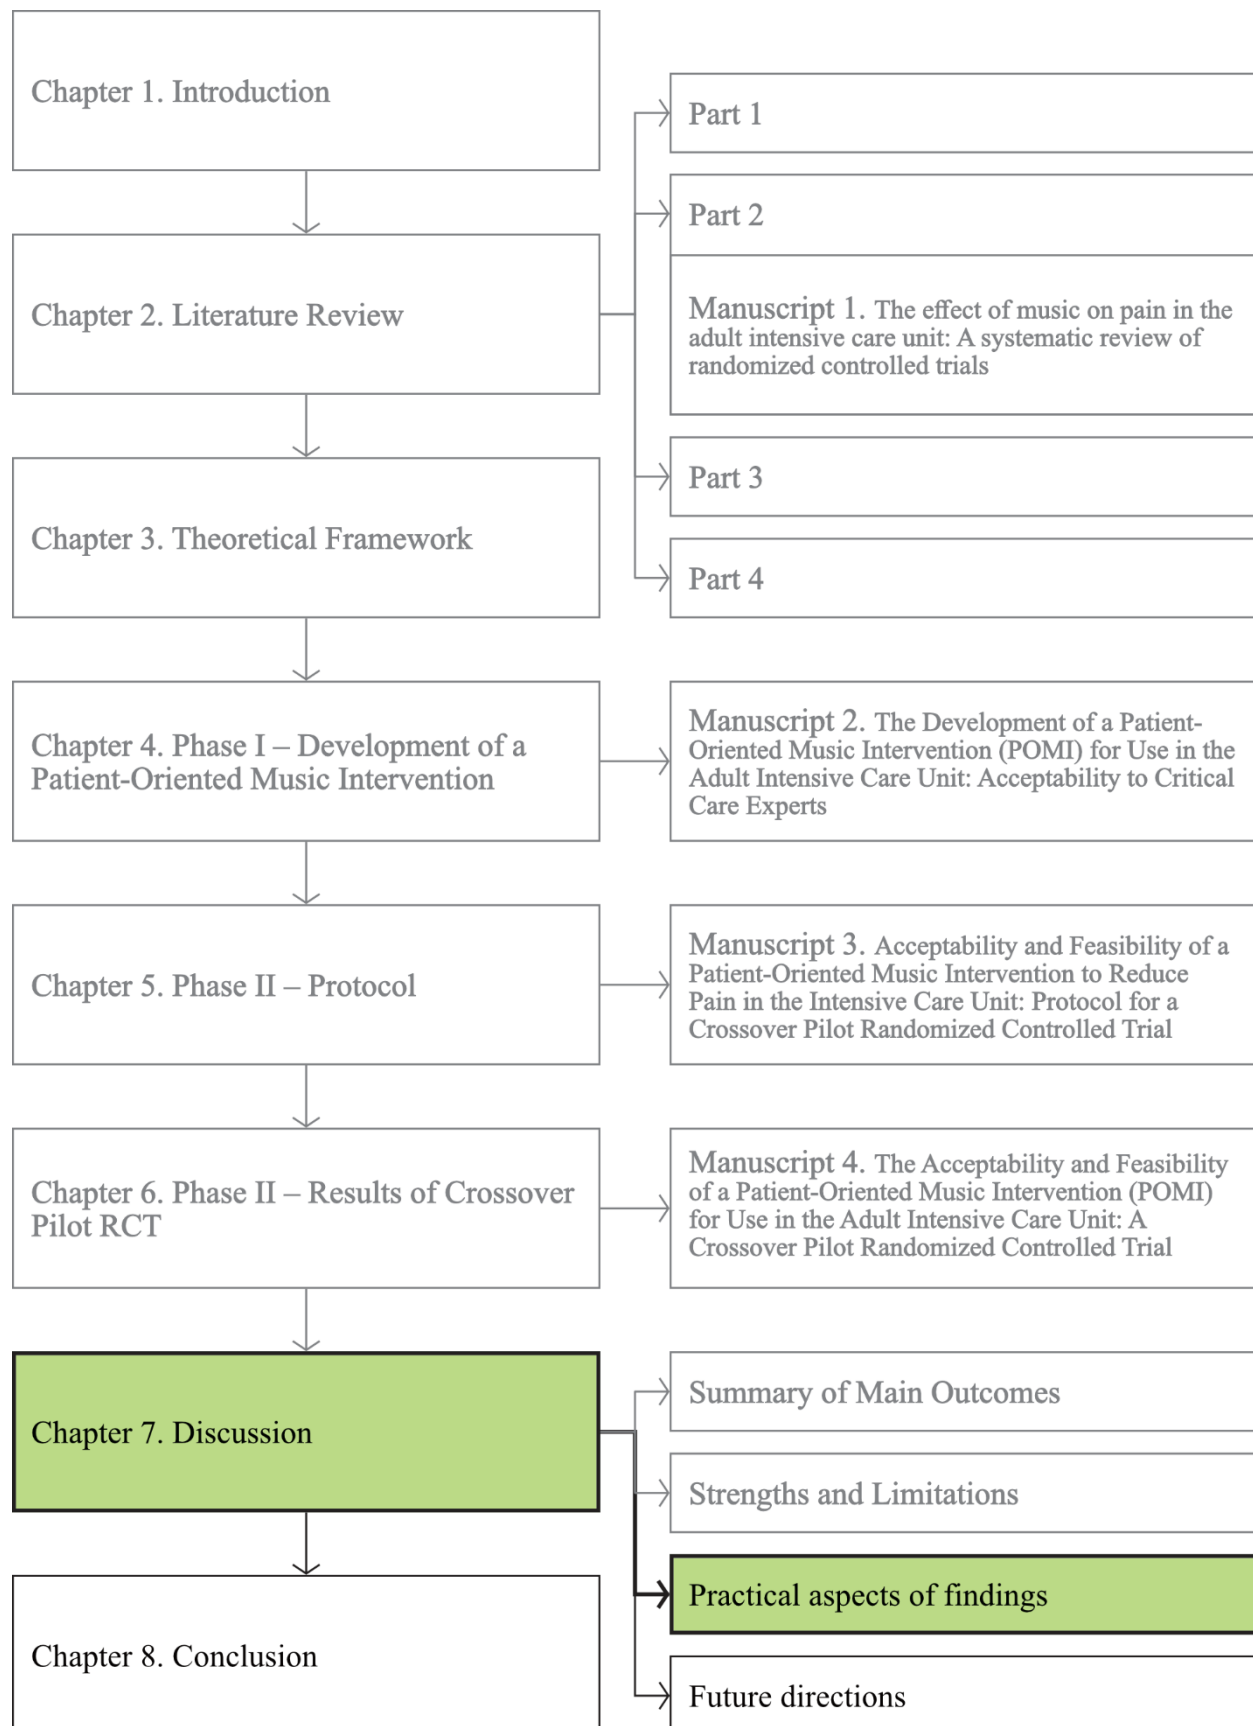 Chapter 1. Introduction
Part 1
Part 2
Chapter 2. Literature Review
Manuscript 1. The effect of music on pain in the
adult intensive care unit: A systematic review of
randomized controlled trials
Part 3
Chapter 3. Theoretical Framework
Part 4
Chapter 4. Phase I – Development of a
Patient-Oriented Music Intervention
Manuscript 2. The Development of a Patient-
Oriented Music Intervention (POMI) for Use in the
Adult Intensive Care Unit: Acceptability to Critical
Care Experts
Chapter 5. Phase II – Protocol
Manuscript 3. Acceptability and Feasibility of a
Patient-Oriented Music Intervention to Reduce
Pain in the Intensive Care Unit: Protocol for a
Crossover Pilot Randomized Controlled Trial
Chapter 6. Phase II – Results of Crossover
Pilot RCT
Manuscript 4. The Acceptability and Feasibility
of a Patient-Oriented Music Intervention (POMI)
for Use in the Adult Intensive Care Unit: A
Crossover Pilot Randomized Controlled Trial
Chapter 7. Discussion
Summary of Main Outcomes
Strengths and Limitations
Practical aspects of findings
Chapter 8. Conclusion
Future directions